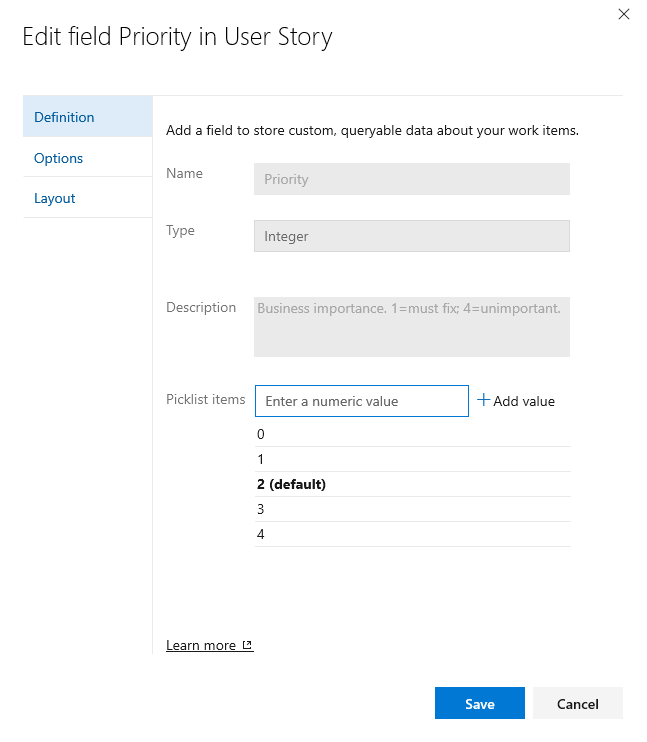 Edit field Priority in User Story
Definition
Options
Layout
Add a field to store custom, queryable data about your work items.
Name
Priority
Type
Integer
Description
Business importance. 1=must fix; 4=unimportant.
Picklist items
Enter a numeric value
Add value
0
1
2 (default)
3
4
Learn more
Save
Cancel